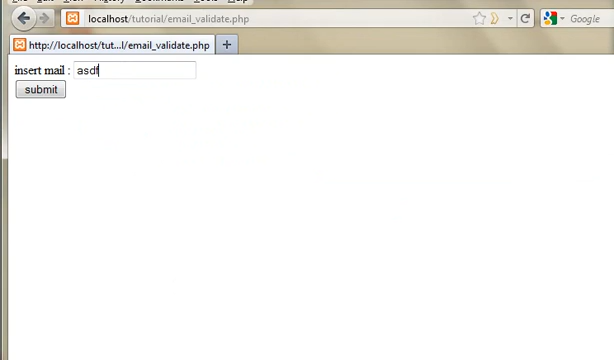 localhost/tutorial/email_validate.php
Google
http://localhost/tut...l/email_validate.php
insert mail : asdf
submit